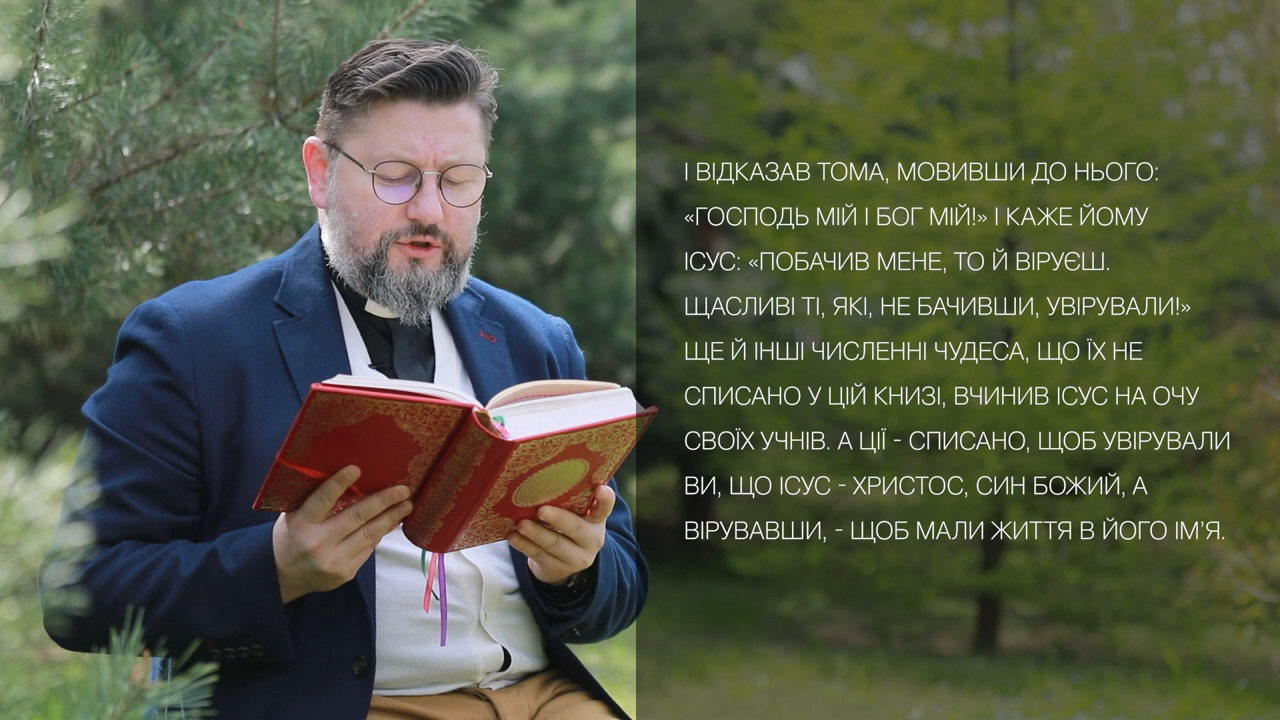 І ВІДКАЗАВ ТОМА, МОВИВШИ ДО НЬОГО:
«ГОСПОДЬ МІЙ І БОГ МІЙ!» І КАЖЕ ЙОМУ
ІСУС: «ПОБАЧИВ МЕНЕ, ТО Й ВІРУЄШ.
ЩАСЛИВІ ТІ, ЯКІ, НЕ БАЧИВШИ, УВІРУВАЛИ!»
ЩЕ Й ІНШІ ЧИСЛЕННІ ЧУДЕСА, ЩО ЇХ НЕ
СПИСАНО У ЦІЙ КНИЗІ, ВЧИНИВ ІСУС НА ОЧУ
СВОЇХ УЧНІВ. А ЦІЇ - СПИСАНО, ЩОБ УВІРУВАЛИ
ВИ, ЩО ІСУС - ХРИСТОС, СИН БОЖИЙ, А
ВІРУВАВШИ, - ЩОБ МАЛИ ЖИТТЯ В ЙОГО ІМ’Я.